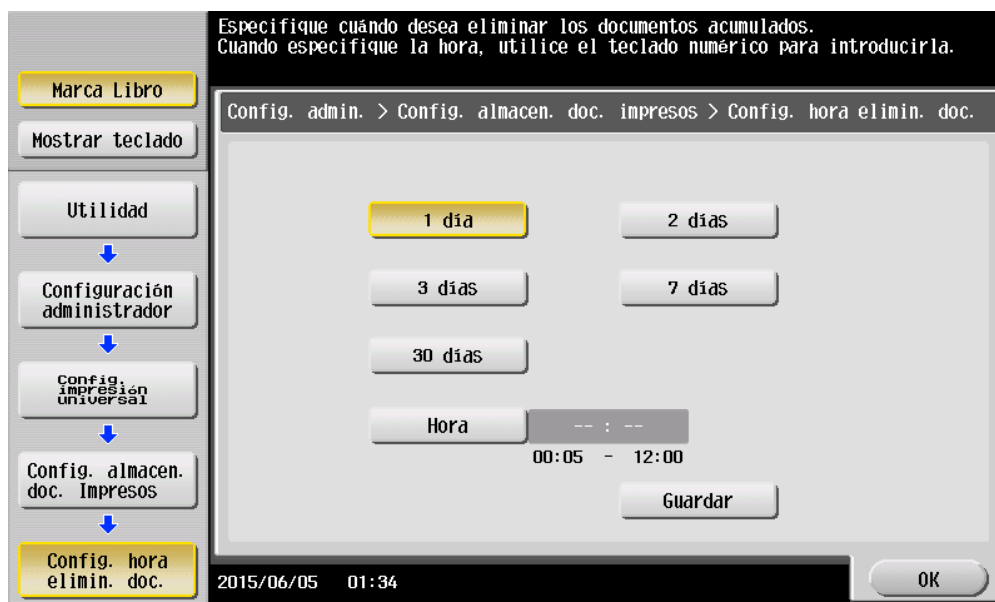 Especifique cuándo desea eliminar los documentos acumulados.
Cuando especifique la hora, utilice el teclado numérico para introducirla.
Marca Libro
Mostrar teclado
Utilidad
Configuración
administrador
Config.
impresión
universal
Config. almacen.
doc. Impresos
Config. hora
elimin. doc.
Config. admin. > Config. almacen. doc. impresos > Config. hora elimin. doc.
1 día
2 días
3 días
7 días
30 días
Hora
-- : --
00:05 - 12:00
Guardar
2015/06/05 01:34
OK